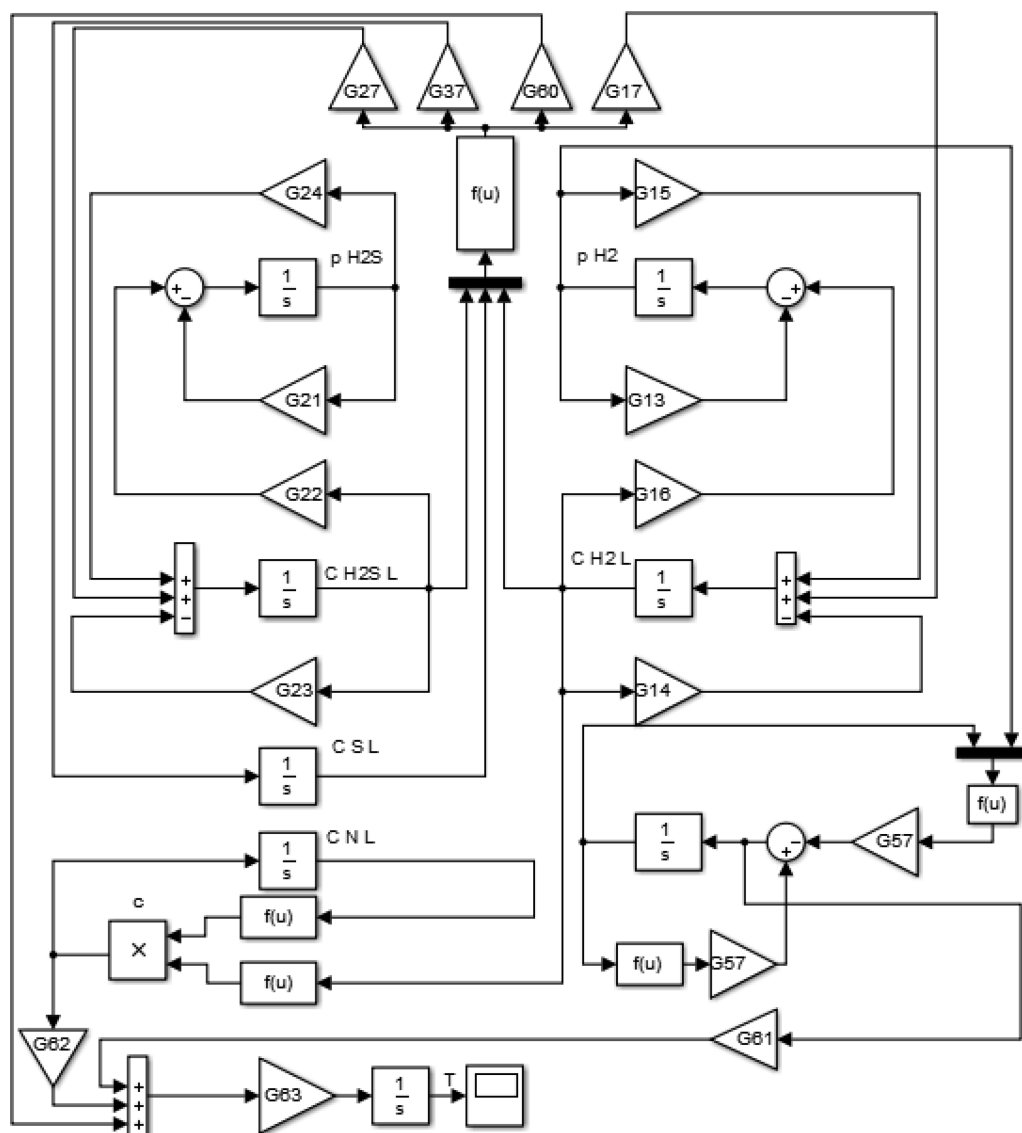 G27 G37 G60 G17
G24 f(u) G15
p H2S p H2
+ − 1/s 1/s − +
G21 G13
G22 G16
C H2S L C H2 L
+ + − 1/s 1/s + + −
G23 G14
C S L
1/s
f(u)
C N L
1/s 1/s − + G57
c
f(u)
× f(u) G57
f(u)
G62 G61
T
+ + + G63 1/s